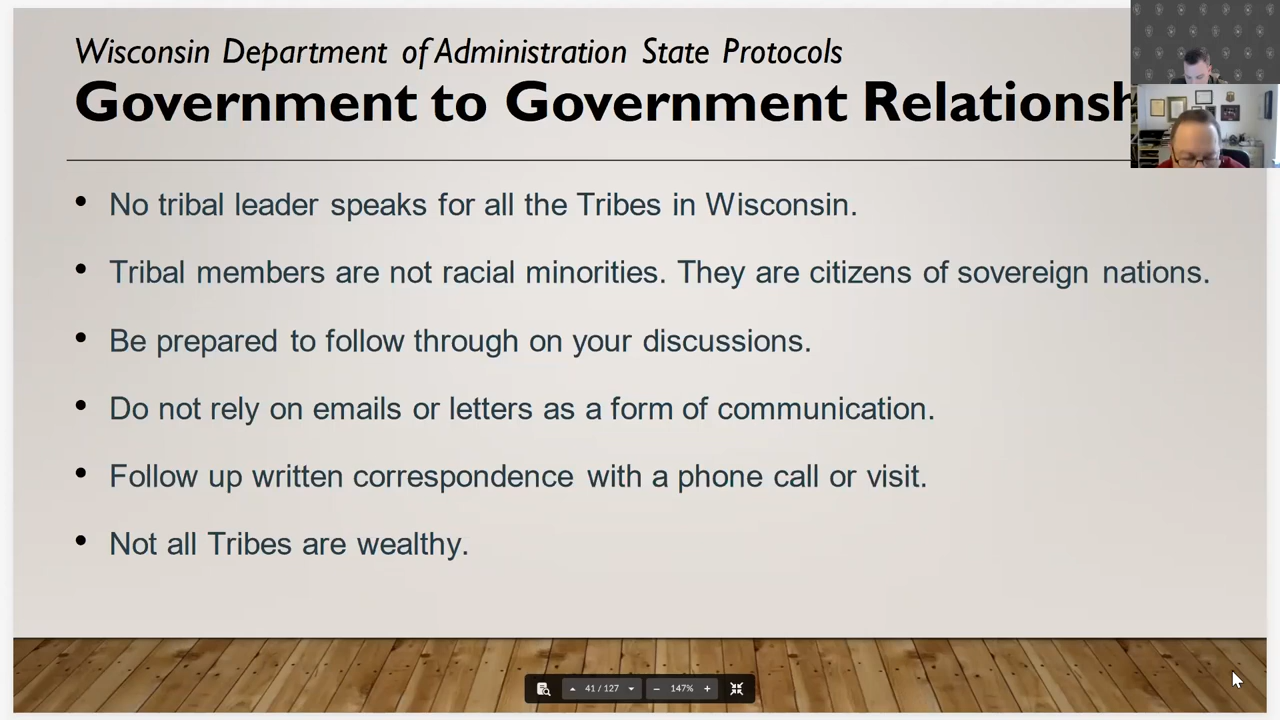 Wisconsin Department of Administration State Protocols
Government to Government Relationsh
• No tribal leader speaks for all the Tribes in Wisconsin.
• Tribal members are not racial minorities. They are citizens of sovereign nations.
• Be prepared to follow through on your discussions.
• Do not rely on emails or letters as a form of communication.
• Follow up written correspondence with a phone call or visit.
• Not all Tribes are wealthy.
41 / 127 147%